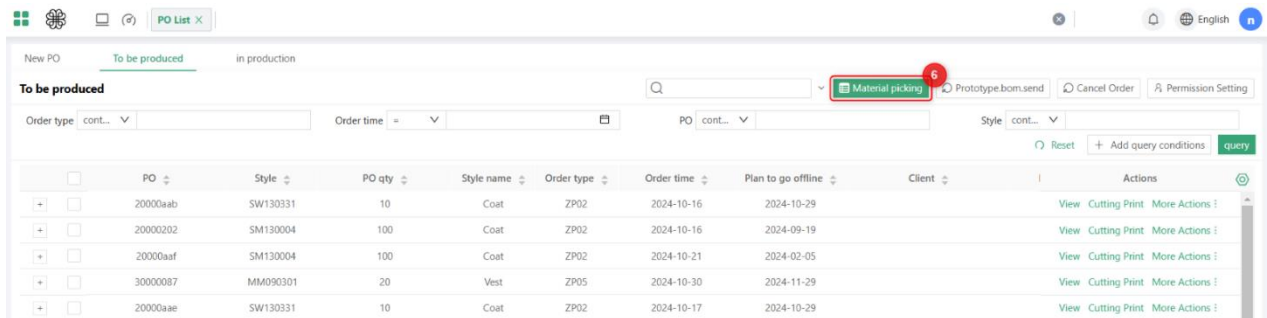 PO List × English n
New PO To be produced in production
6
To be produced Material picking Prototype.bom.send Cancel Order Permission Setting
Order type cont... Order time = PO cont... Style cont...
Reset + Add query conditions query
PO Style PO qty Style name Order type Order time Plan to go offline Client Actions
+ 20000aab SW130331 10 Coat ZP02 2024-10-16 2024-10-29 View Cutting Print More Actions
+ 20000202 SM130004 100 Coat ZP02 2024-10-16 2024-09-19 View Cutting Print More Actions
+ 20000aaf SM130004 100 Coat ZP02 2024-10-21 2024-02-05 View Cutting Print More Actions
+ 30000087 MM090301 20 Vest ZP05 2024-10-30 2024-11-29 View Cutting Print More Actions
+ 20000aae SW130331 10 Coat ZP02 2024-10-17 2024-10-29 View Cutting Print More Actions